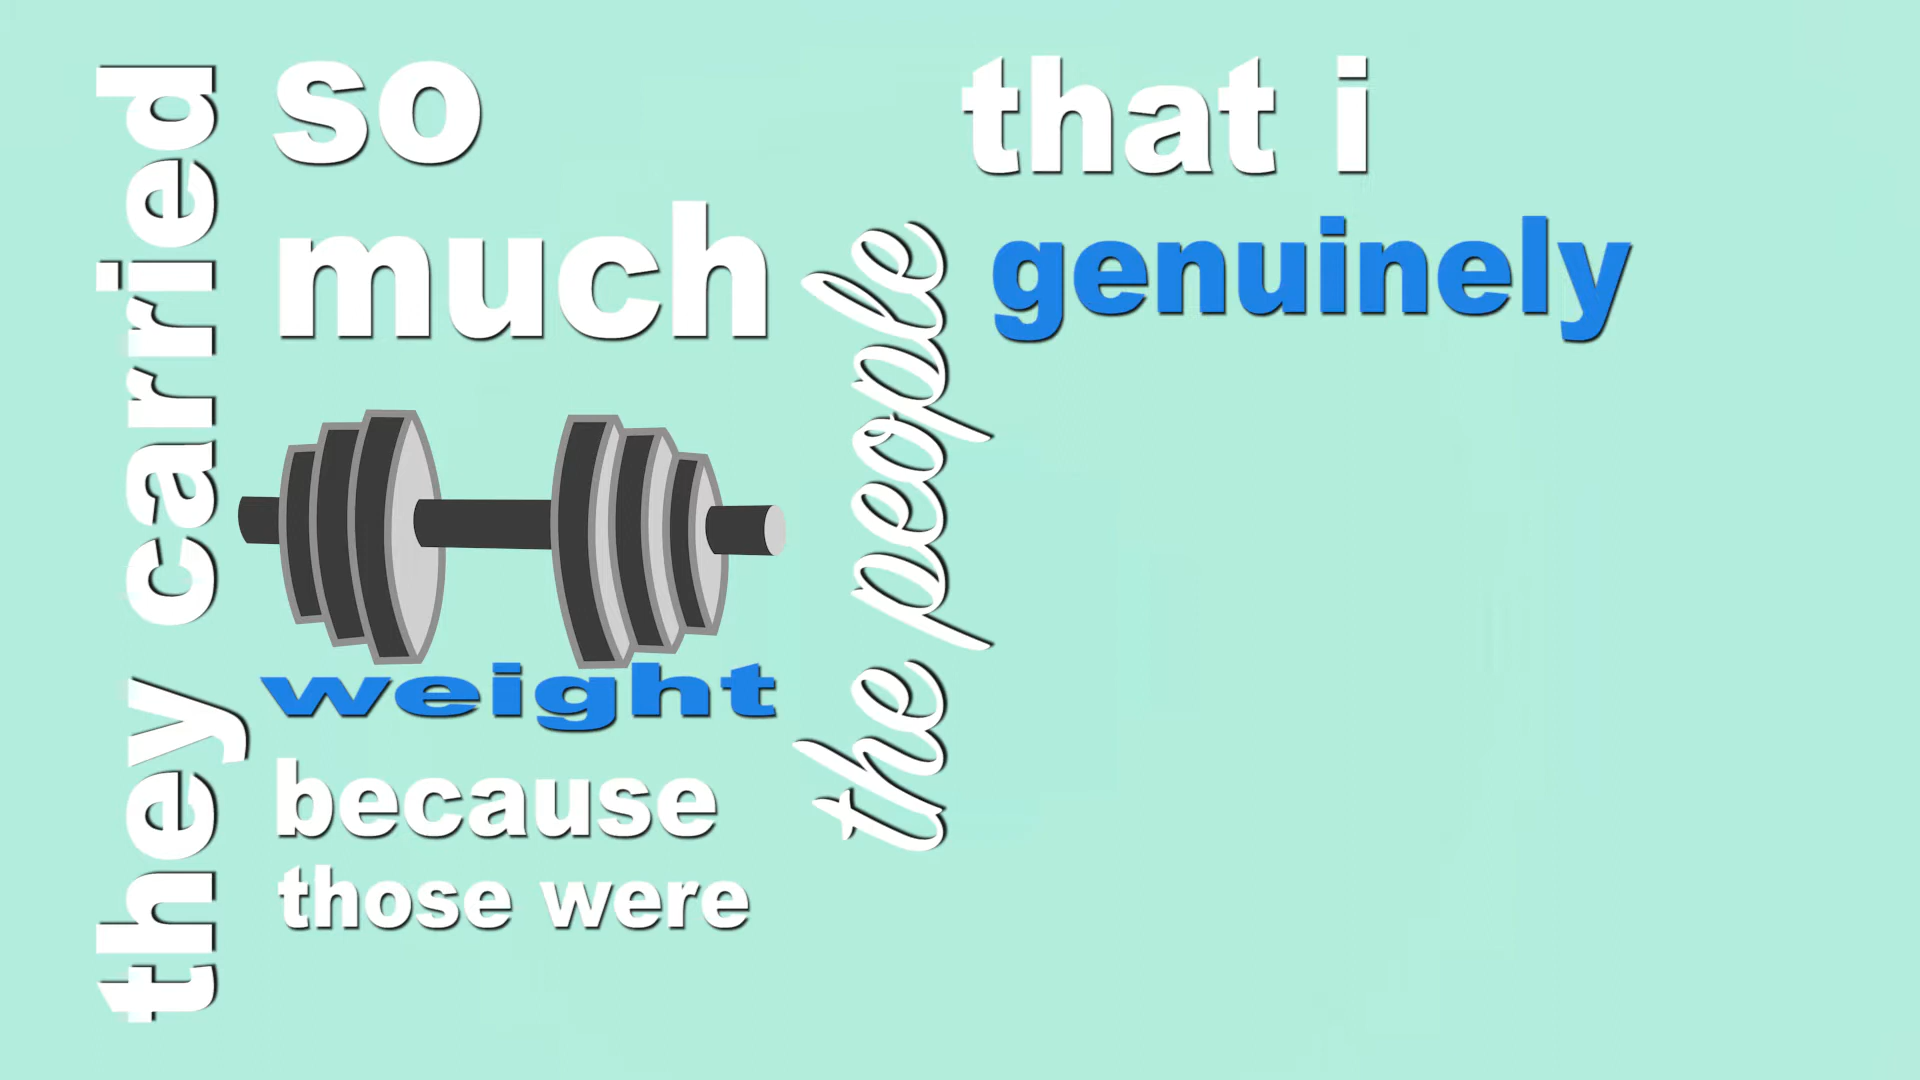 they carried
so
much
weight
because
those were
the people
that i
genuinely